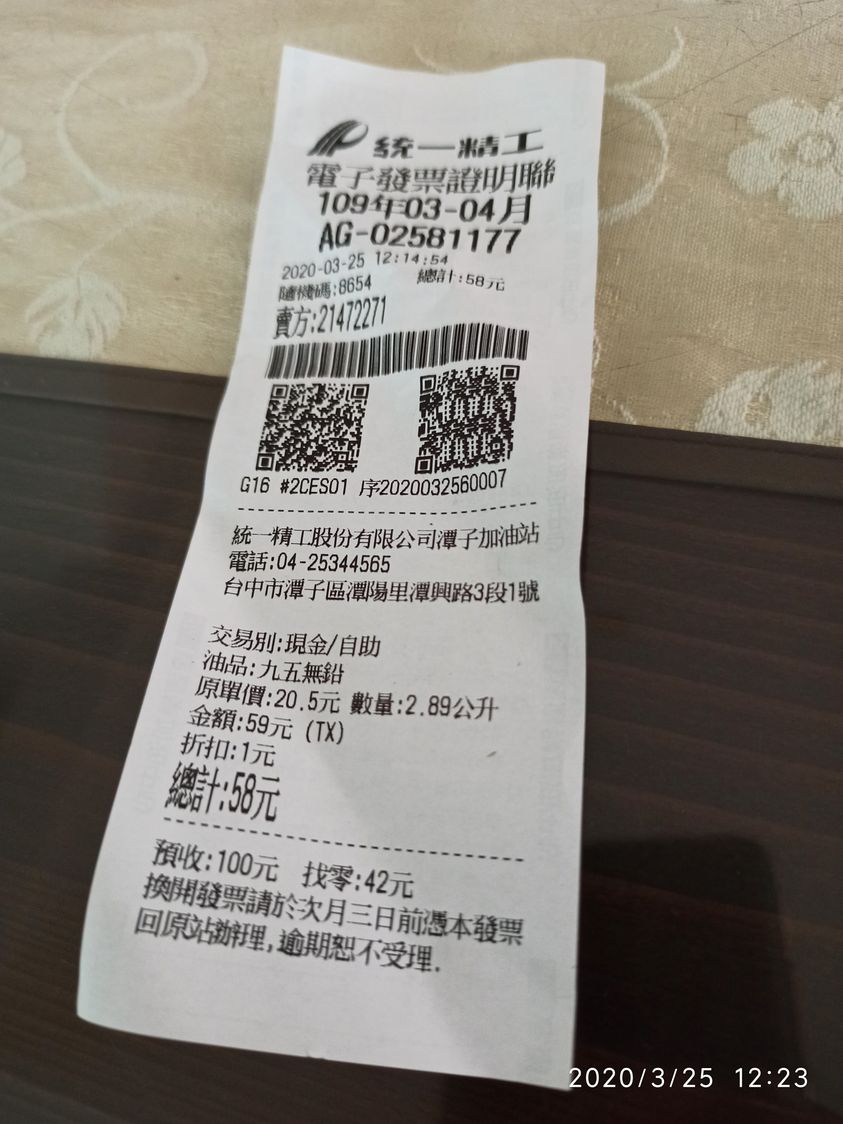 統一精工
電子發票證明聯
109年03-04月
AG-02581177
2020-03-25 12:14:54
隨機碼:8654 總計:58元
賣方:21472271
G16 #2CES01 序2020032560007
統一精工股份有限公司潭子加油站
電話:04-25344565
台中市潭子區潭陽里潭興路3段1號
交易別:現金/自助
油品:九五無鉛
原單價:20.5元 數量:2.89公升
金額:59元 (TX)
折扣:1元
總計:58元
預收:100元 找零:42元
換開發票請於次月三日前憑本發票
回原站辦理,逾期恕不受理.
2020/3/25 12:23